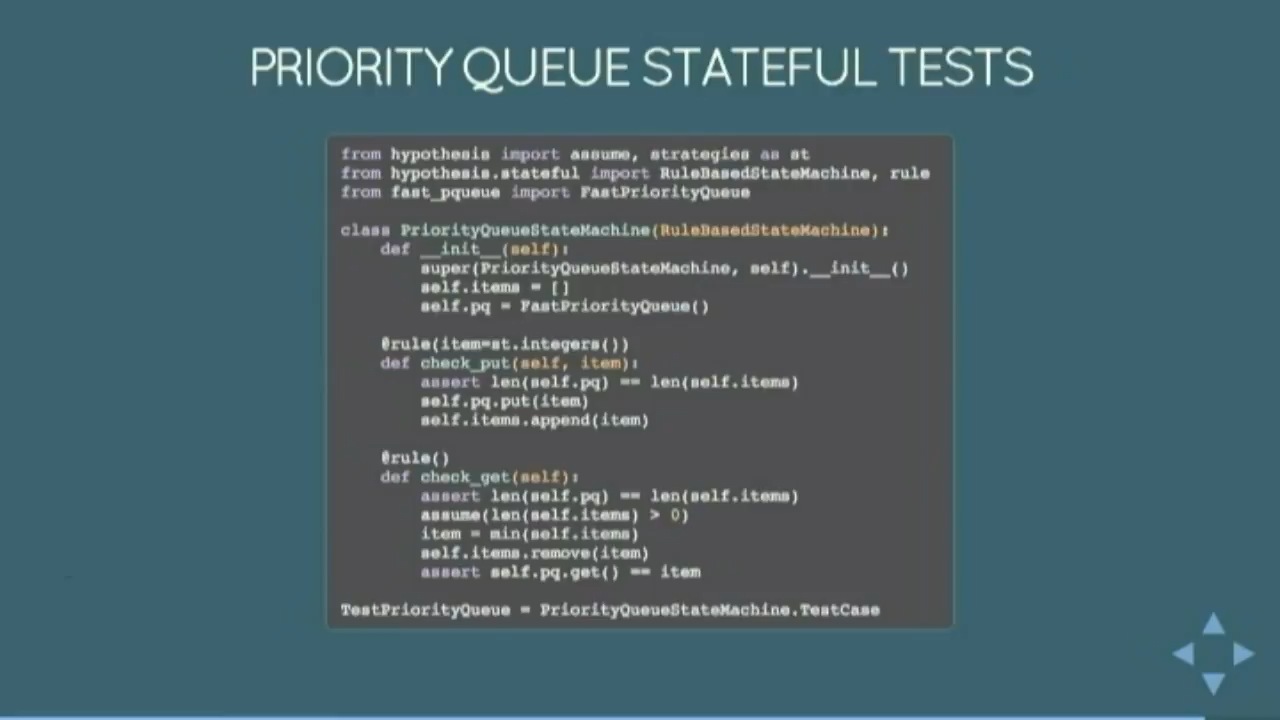 PRIORITY QUEUE STATEFUL TESTS
from hypothesis import assume, strategies as st
from hypothesis.stateful import RuleBasedStateMachine, rule
from fast_pqueue import FastPriorityQueue
class PriorityQueueStateMachine(RuleBasedStateMachine):
def __init__(self):
super(PriorityQueueStateMachine, self).__init__()
self.items = []
self.pq = FastPriorityQueue()
@rule(item=st.integers())
def check_put(self, item):
assert len(self.pq) == len(self.items)
self.pq.put(item)
self.items.append(item)
@rule()
def check_get(self):
assert len(self.pq) == len(self.items)
assume(len(self.items) > 0)
item = min(self.items)
self.items.remove(item)
assert self.pq.get() == item
TestPriorityQueue = PriorityQueueStateMachine.TestCase